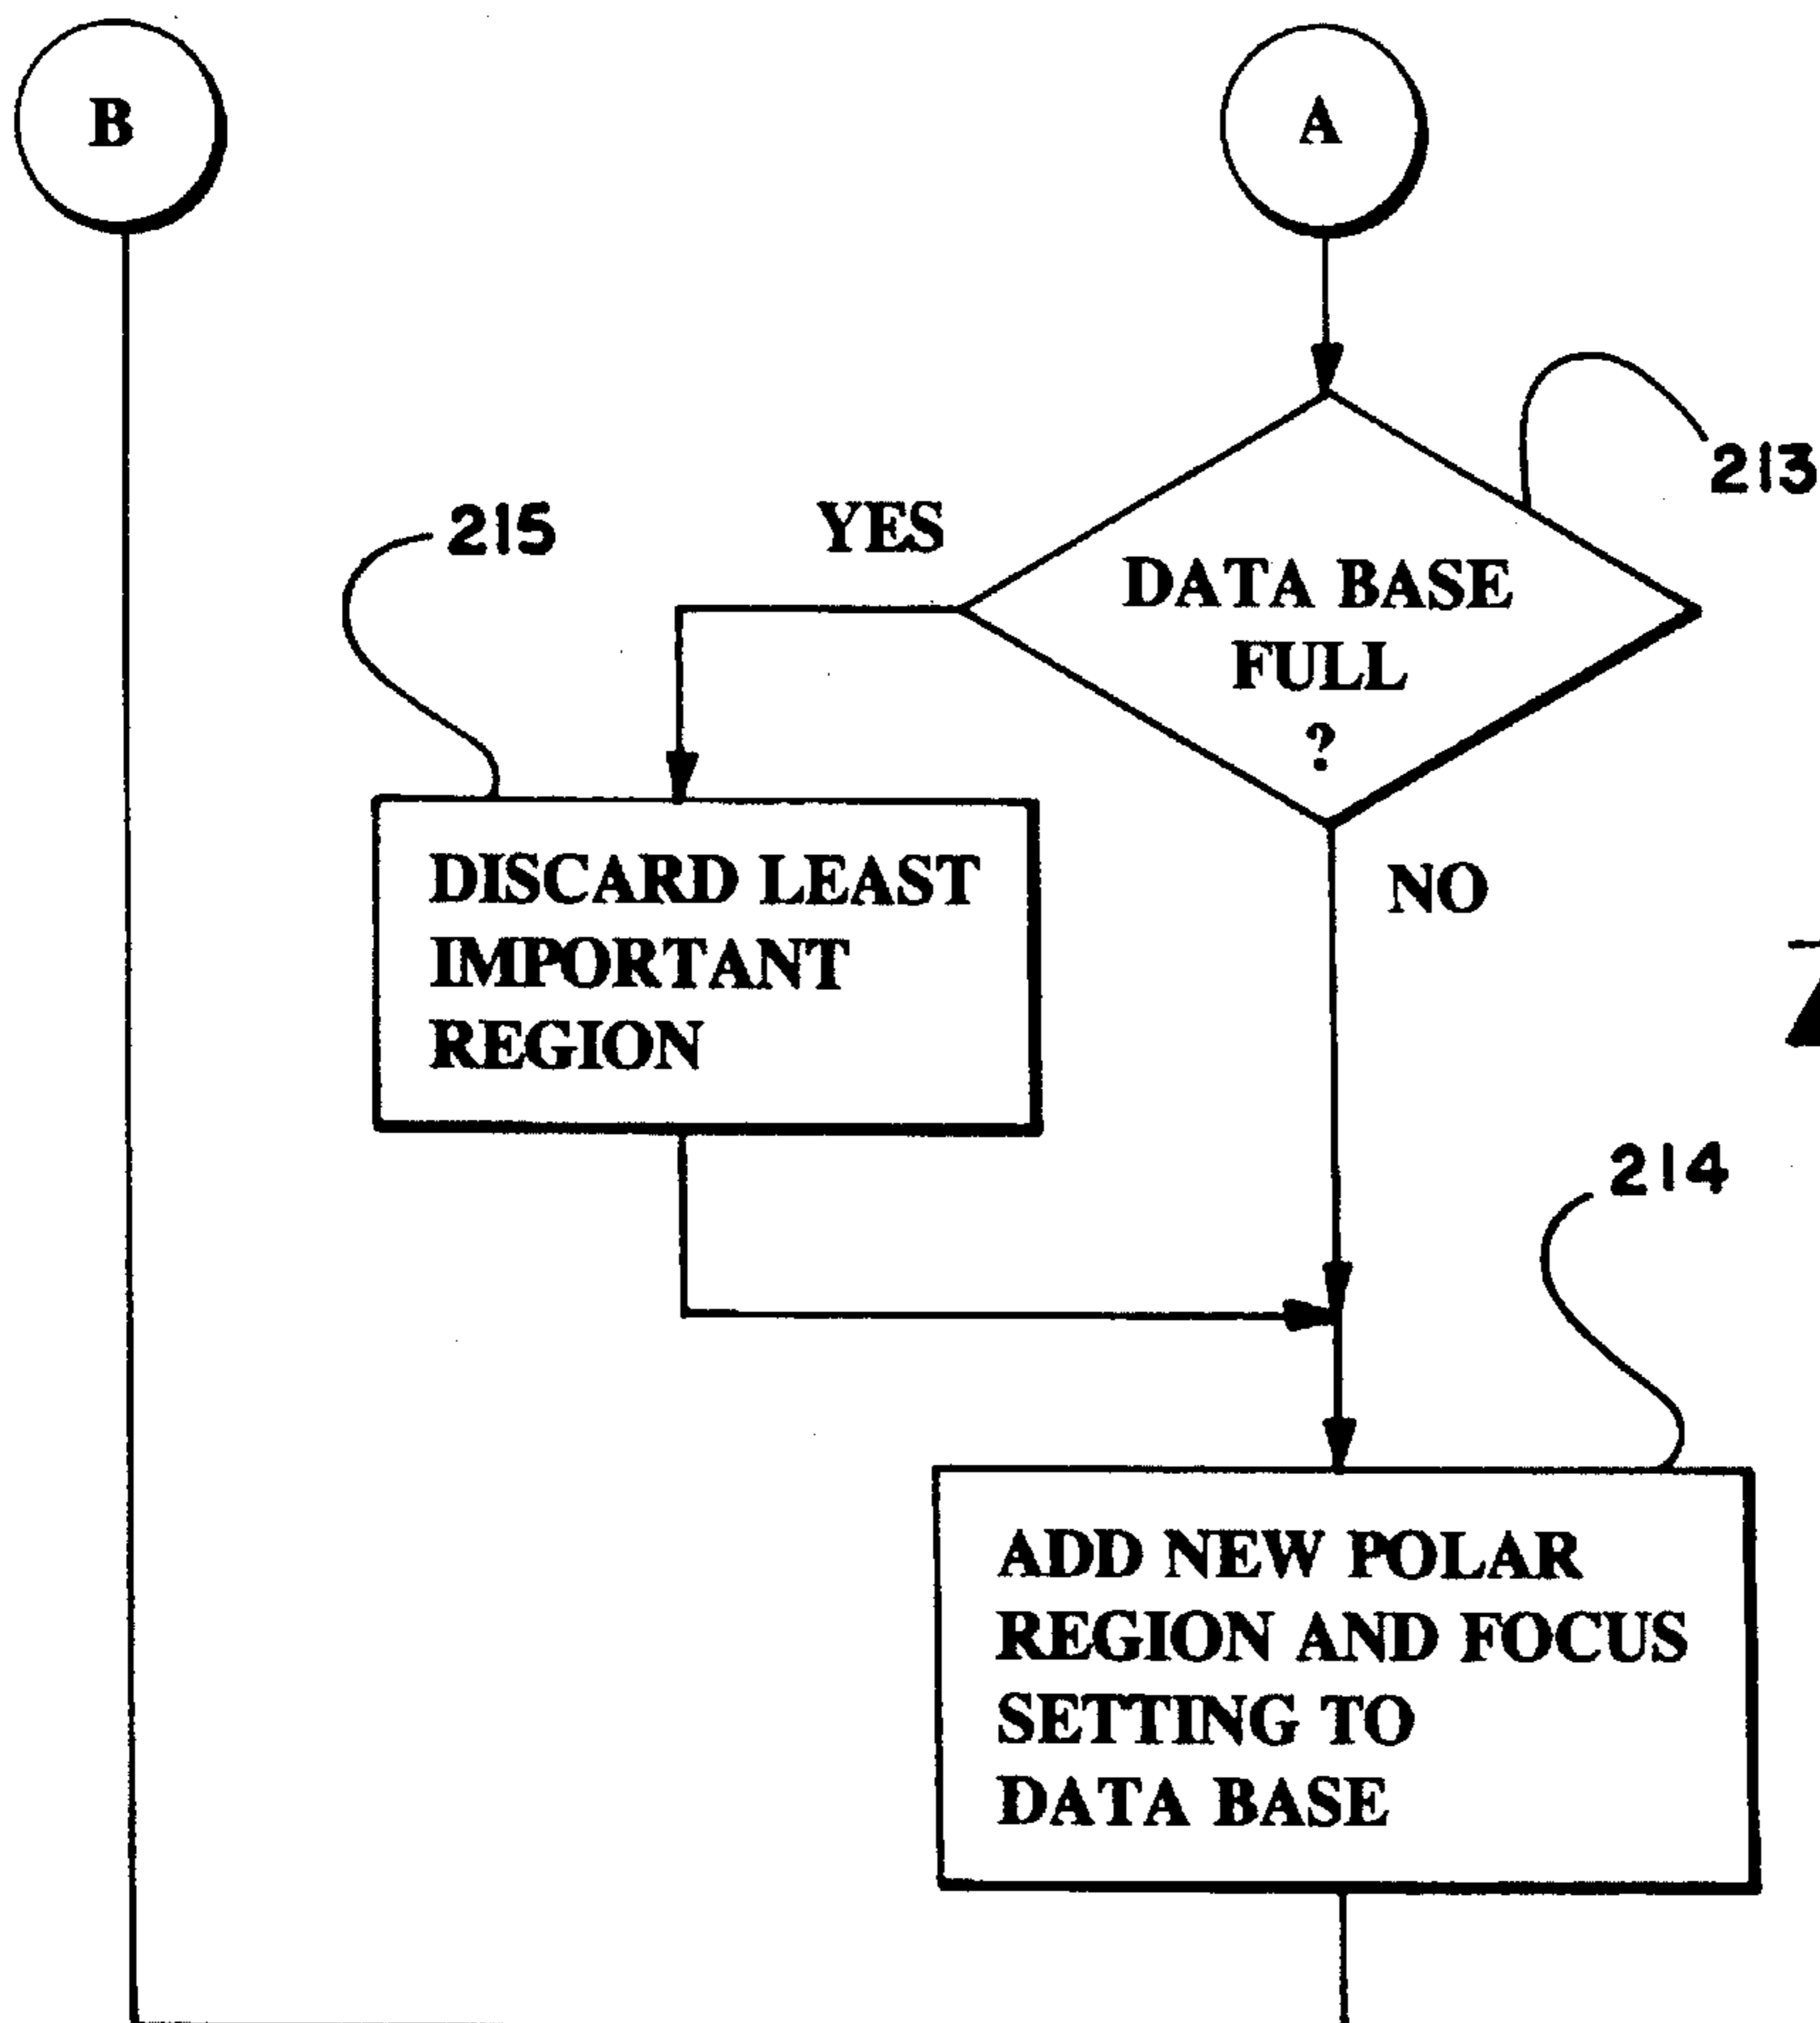 B
A
213
215
YES
DATA BASE
FULL
?
DISCARD LEAST
IMPORTANT
REGION
NO
214
ADD NEW POLAR
REGION AND FOCUS
SETTING TO
DATA BASE